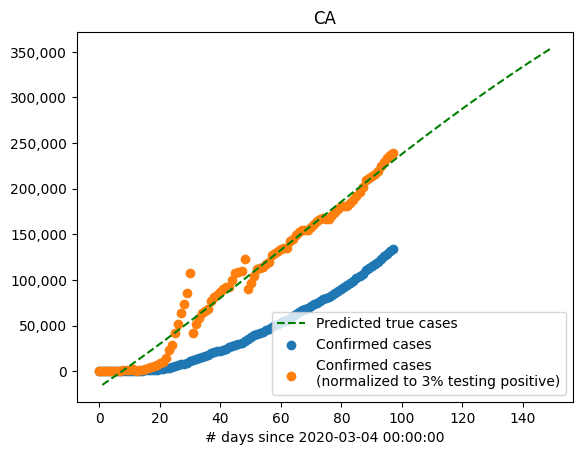 CA
350,000
300,000
250,000
200,000
150,000
100,000
50,000
0
Predicted true cases
Confirmed cases
Confirmed cases
(normalized to 3% testing positive)
0 20 40 60 80 100 120 140
# days since 2020-03-04 00:00:00